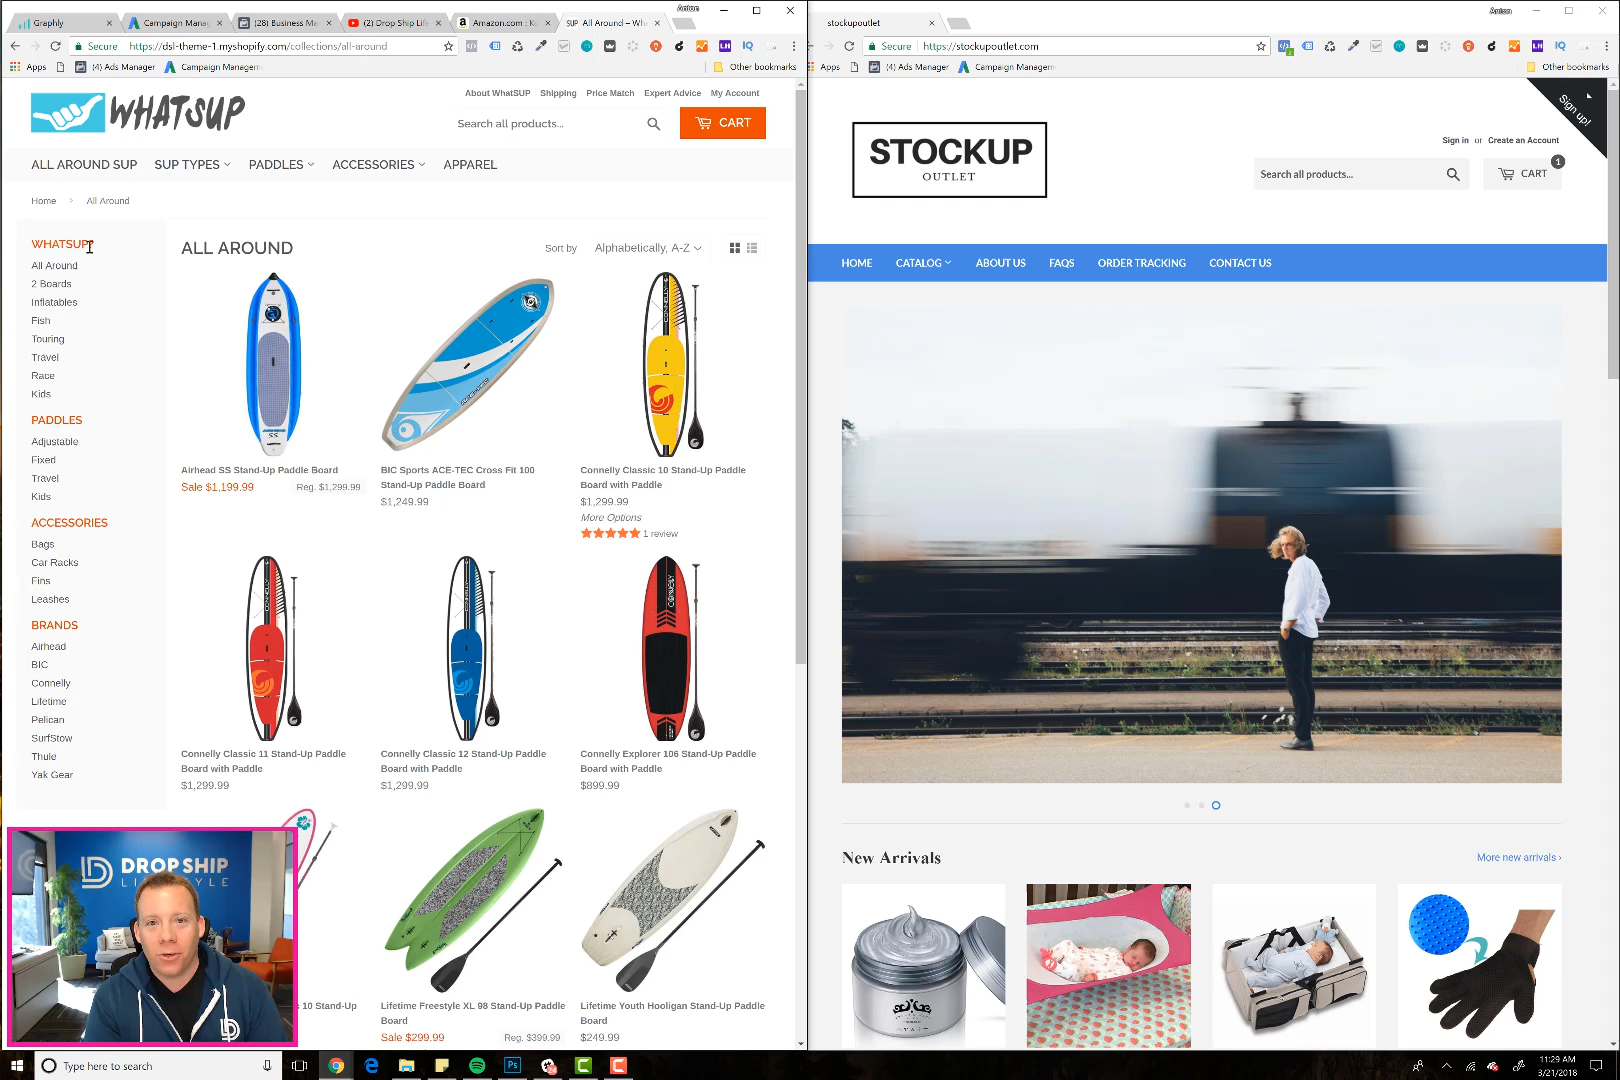 Graphly
Campaign Mana
(28) Business Ma
(2) Drop Ship Life
Amazon.com : Ko
SUP All Around – Wha
Anton
Secure
https://dsl-theme-1.myshopify.com/collections/all-around
Apps
(4) Ads Manager
Campaign Managem
Other bookmarks
WHATSUP
About WhatSUP
Shipping
Price Match
Expert Advice
My Account
Search all products...
CART
ALL AROUND SUP
SUP TYPES
PADDLES
ACCESSORIES
APPAREL
Home › All Around
WHATSUP
All Around
2 Boards
Inflatables
Fish
Touring
Travel
Race
Kids
PADDLES
Adjustable
Fixed
Travel
Kids
ACCESSORIES
Bags
Car Racks
Fins
Leashes
BRANDS
Airhead
BIC
Connelly
Lifetime
Pelican
SurfStow
Thule
Yak Gear
ALL AROUND
Sort by
Alphabetically, A-Z
Airhead SS Stand-Up Paddle Board
Sale $1,199.99
Reg. $1,299.99
BIC Sports ACE-TEC Cross Fit 100
Stand-Up Paddle Board
$1,249.99
Connelly Classic 10 Stand-Up Paddle
Board with Paddle
$1,299.99
More Options
1 review
Connelly Classic 11 Stand-Up Paddle
Board with Paddle
$1,299.99
Connelly Classic 12 Stand-Up Paddle
Board with Paddle
$1,299.99
Connelly Explorer 106 Stand-Up Paddle
Board with Paddle
$899.99
10 Stand-Up
Lifetime Freestyle XL 98 Stand-Up Paddle
Board
Sale $299.99
Reg. $399.99
Lifetime Youth Hooligan Stand-Up Paddle
Board
$249.99
DROP SHIP
LIFESTYLE
Type here to search
stockupoutlet
Anton
Secure
https://stockupoutlet.com
Apps
(4) Ads Manager
Campaign Managem
Other bookmarks
Sign up!
STOCKUP
OUTLET
Sign in or Create an Account
Search all products...
CART
1
HOME
CATALOG
ABOUT US
FAQS
ORDER TRACKING
CONTACT US
New Arrivals
More new arrivals ›
11:29 AM
3/21/2018